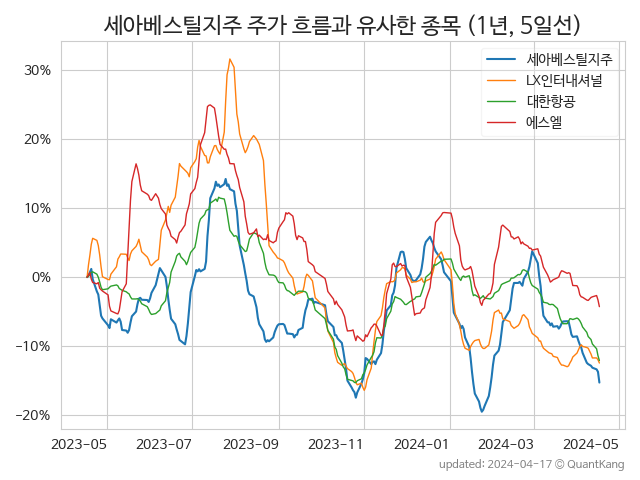 세아베스틸지주 주가 흐름과 유사한 종목 (1년, 5일선)
세아베스틸지주
LX인터내셔널
대한항공
에스엘
30%
20%
10%
0%
−10%
−20%
2023-05 2023-07 2023-09 2023-11 2024-01 2024-03 2024-05
updated: 2024-04-17 © QuantKang